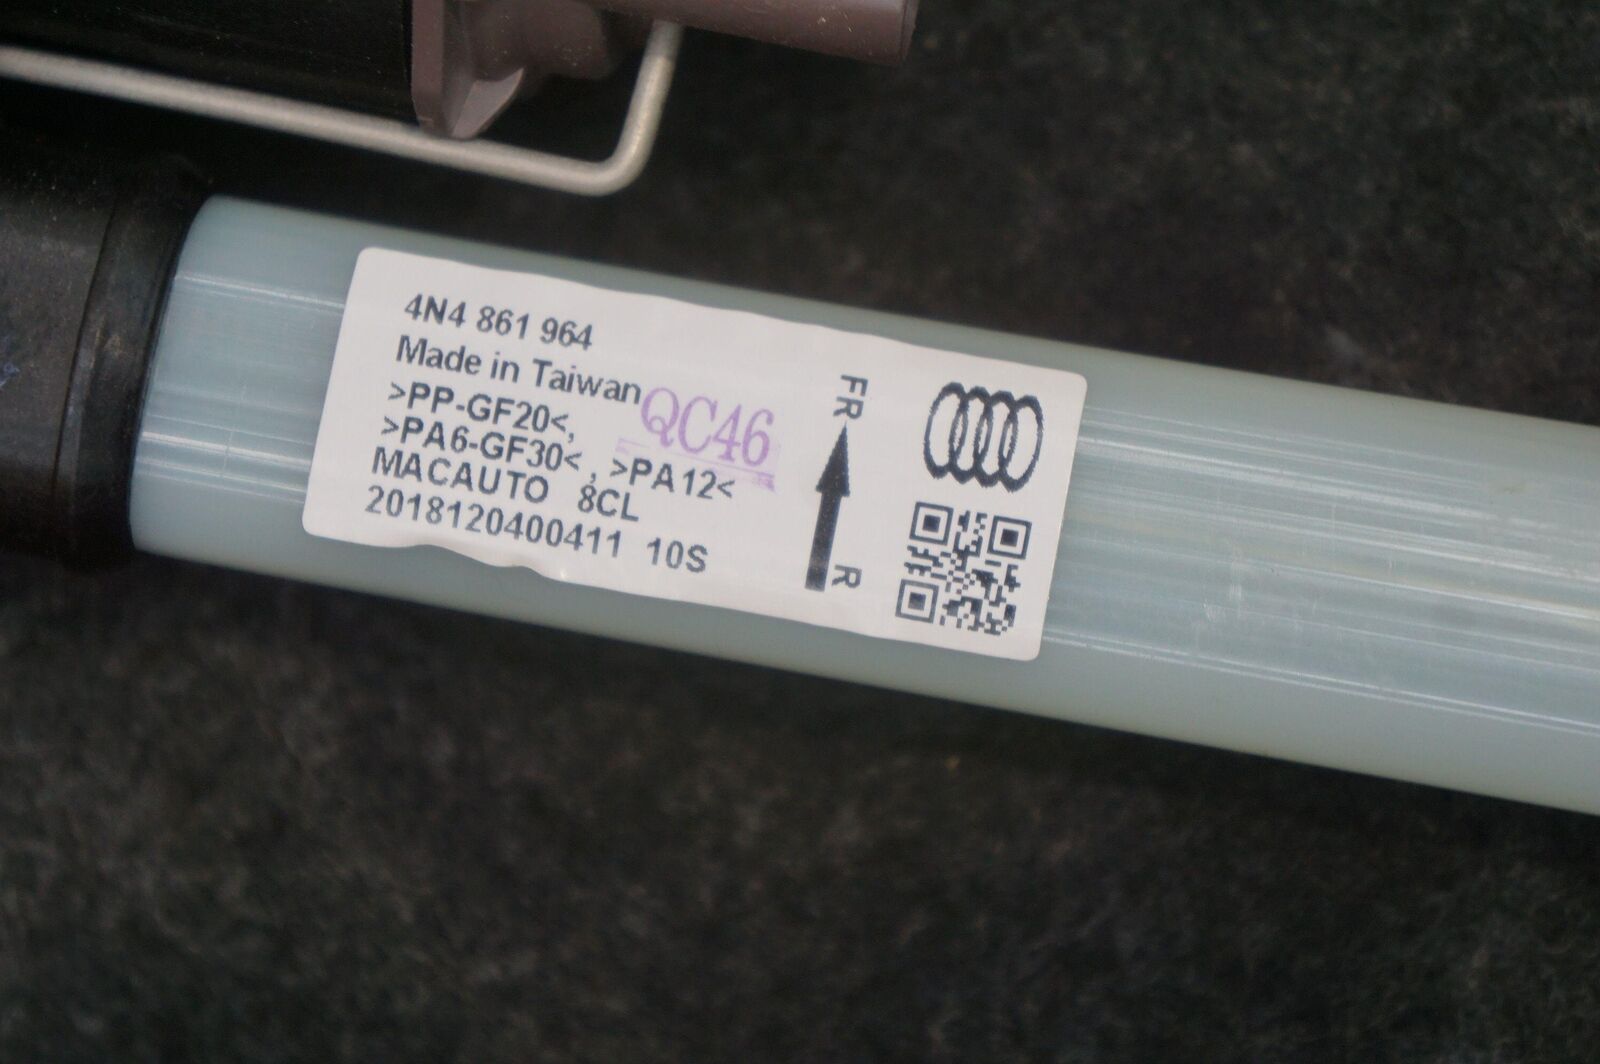 4N4 861 964
Made in Taiwan
QC46
>PP-GF20<,
>PA6-GF30<, >PA12<
MACAUTO 8CL
2018120400411 10S
FR
R